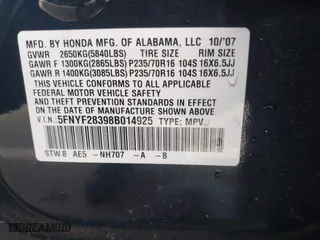 MFD. BY HONDA MFG. OF ALABAMA, LLC 10/'07
GVWR 2650KG(5840LBS) TIRE SIZE RIM SIZE
GAWR F 1300KG(2865LBS) P235/70R16 104S 16X6.5JJ
GAWR R 1400KG(3085LBS) P235/70R16 104S 16X6.5JJ
THIS VEHICLE CONFORMS TO ALL APPLICABLE
FEDERAL MOTOR VEHICLE SAFETY STANDARDS
IN EFFECT ON THE DATE OF MANUFACTURE
SHOWN ABOVE.
V.I.N. 5FNYF28398B014925 TYPE: MPV
STW 8 AE5 -NH707 -A -B